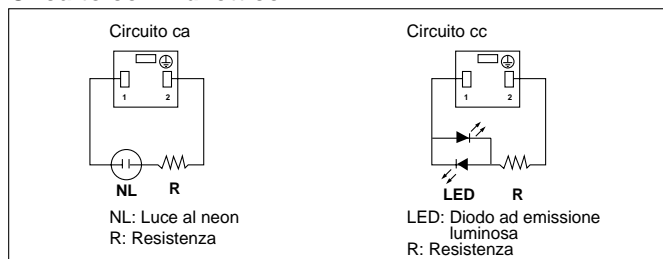 Circuito ca
1 2
NL R
NL: Luce al neon
R: Resistenza
Circuito cc
1 2
LED R
LED: Diodo ad emissione
luminosa
R: Resistenza